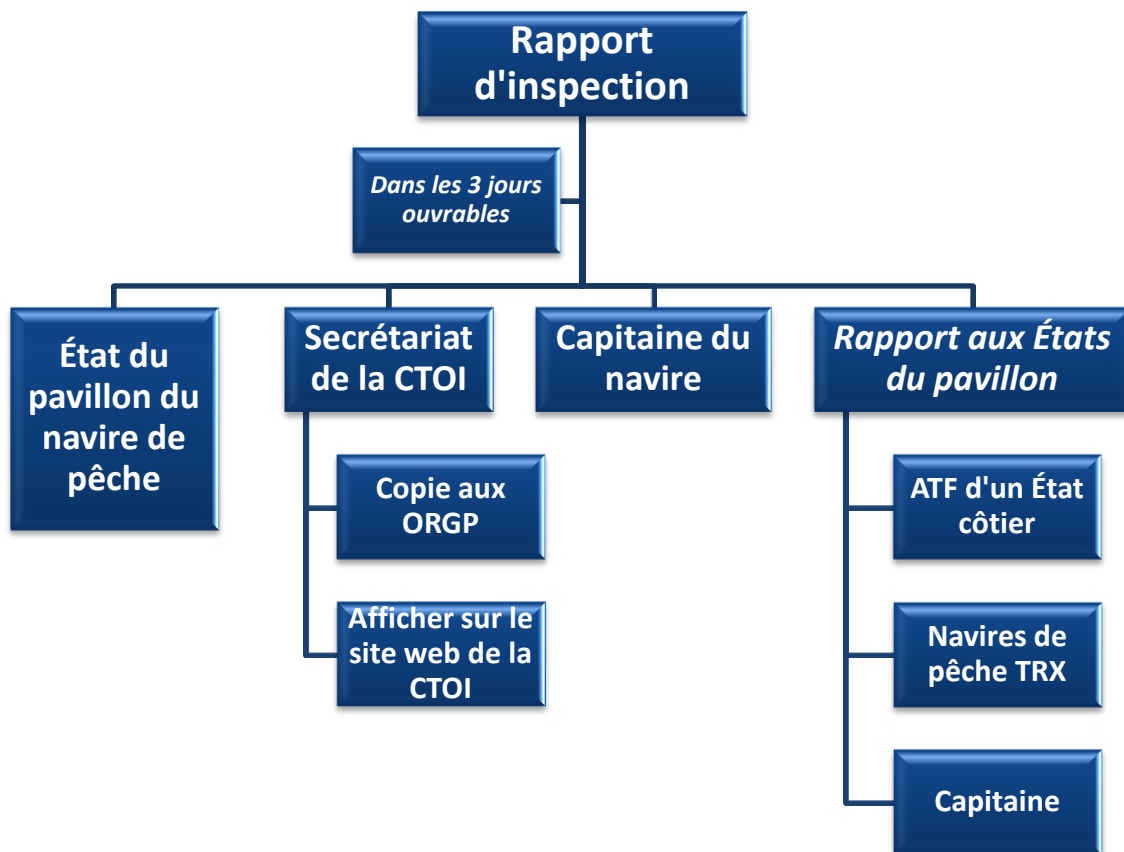 Rapport
d'inspection
Dans les 3 jours
ouvrables
État du
pavillon du
navire de
pêche
Secrétariat
de la CTOI
Copie aux
ORGP
Afficher sur le
site web de la
CTOI
Capitaine du
navire
Rapport aux États
du pavillon
ATF d'un État
côtier
Navires de
pêche TRX
Capitaine